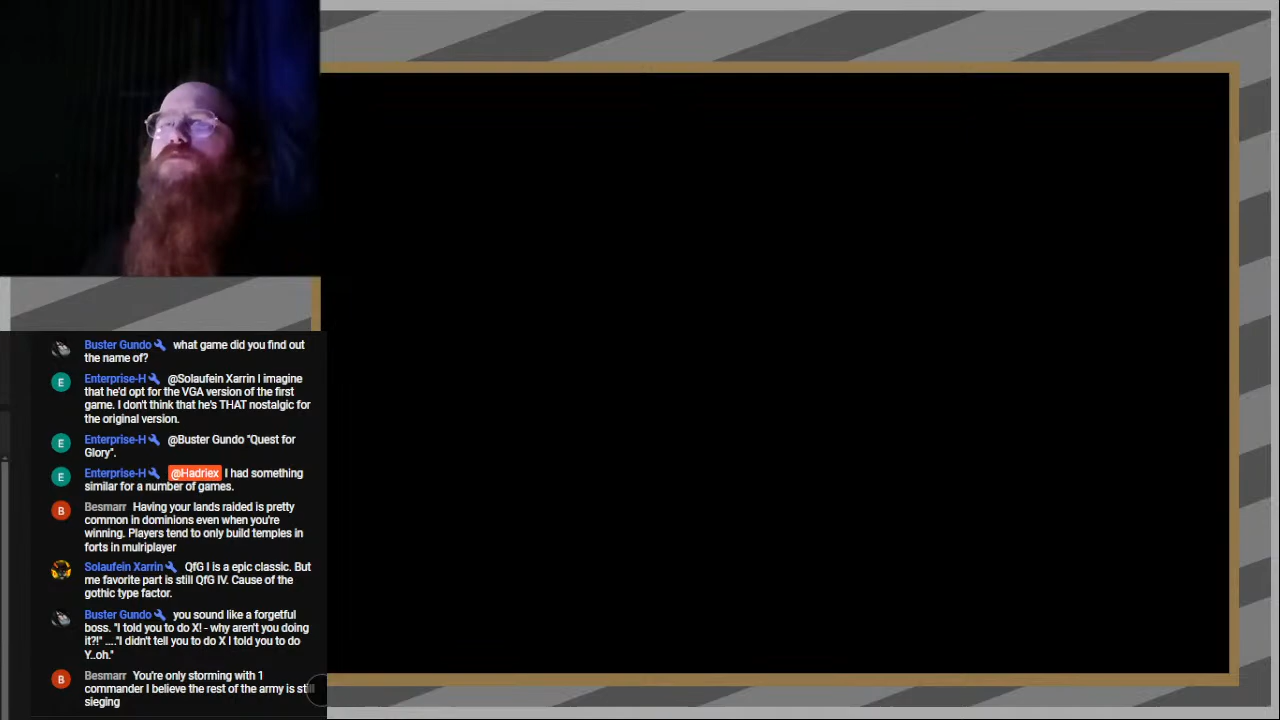 Buster Gundo what game did you find out
the name of?
Enterprise-H @Solaufein Xarrin I imagine
that he'd opt for the VGA version of the first
game. I don't think that he's THAT nostalgic for
the original version.
Enterprise-H @Buster Gundo "Quest for
Glory".
Enterprise-H @Hadriex I had something
similar for a number of games.
Besmarr Having your lands raided is pretty
common in dominions even when you're
winning. Players tend to only build temples in
forts in mulriplayer
Solaufein Xarrin QfG I is a epic classic. But
me favorite part is still QfG IV. Cause of the
gothic type factor.
Buster Gundo you sound like a forgetful
boss. "I told you to do X! - why aren't you doing
it?!" ...."I didn't tell you to do X I told you to do
Y..oh."
Besmarr You're only storming with 1
commander I believe the rest of the army is still
sieging
E
E
E
B
B